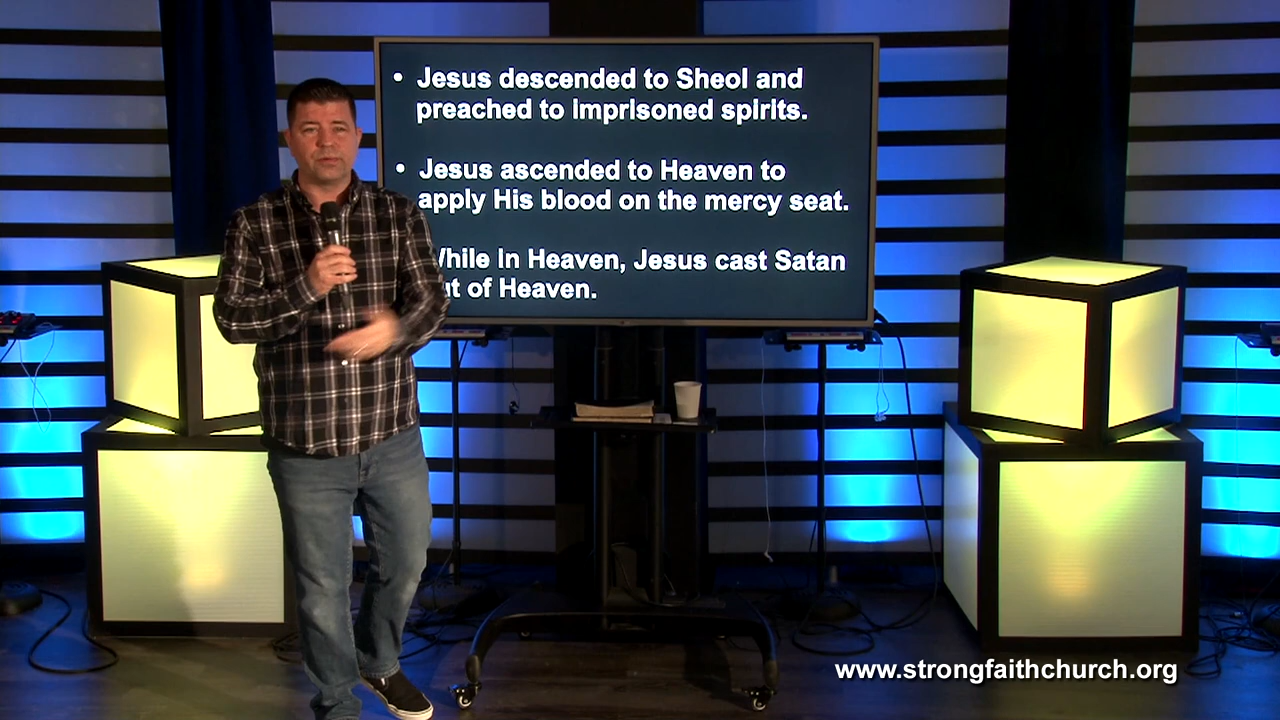 • Jesus descended to Sheol and
preached to imprisoned spirits.
• Jesus ascended to Heaven to
apply His blood on the mercy seat.
While in Heaven, Jesus cast Satan
of Heaven.
www.strongfaithchurch.org